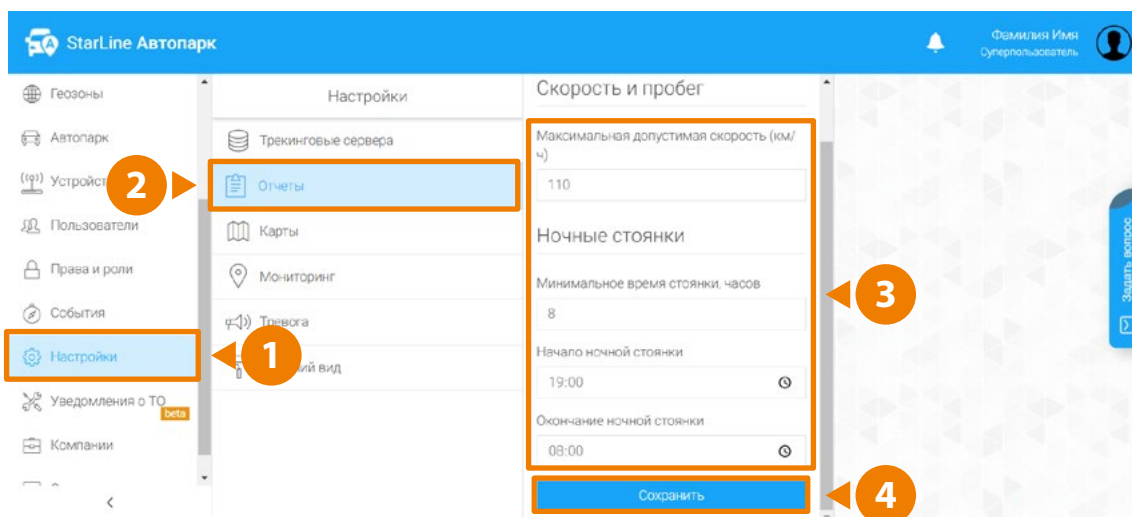 StarLine Автопарк
Фамилия Имя
Суперпользователь
Геозоны
Автопарк
2
Пользователи
Права и роли
События
Настройки
1
Уведомления о ТО
beta
Компании
Настройки
Трекинговые сервера
Отчеты
Карты
Мониторинг
Тревога
вид
Скорость и пробег
Максимальная допустимая скорость (км/
ч)
110
Ночные стоянки
Минимальное время стоянки, часов
8
Начало ночной стоянки
19:00
Окончание ночной стоянки
08:00
3
Сохранить
4
Задать вопрос